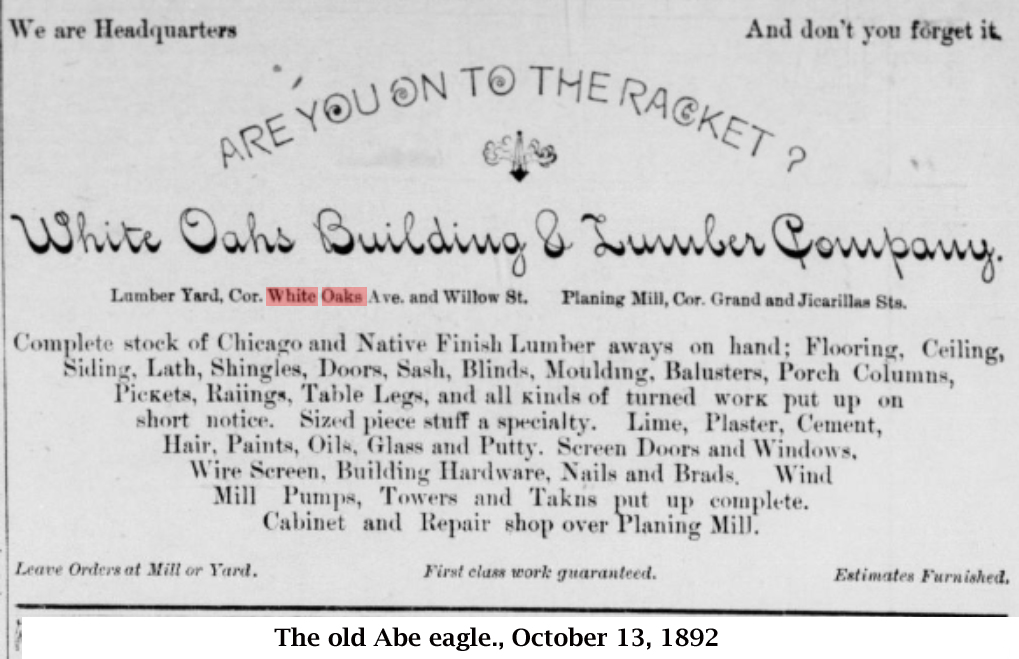 We are Headquarters And don't you forget it.
ARE YOU ON TO THE RACKET ?
White Oaks Building & Lumber Company.
Lumber Yard, Cor. White Oaks Ave. and Willow St. Planing Mill, Cor. Grand and Jicarillas Sts.
Complete stock of Chicago and Native Finish Lumber aways on hand; Flooring, Ceiling,
Siding, Lath, Shingles, Doors, Sash, Blinds, Moulding, Balusters, Porch Columns,
Pickets, Raiings, Table Legs, and all kinds of turned work put up on
short notice. Sized piece stuff a specialty. Lime, Plaster, Cement,
Hair, Paints, Oils, Glass and Putty. Screen Doors and Windows,
Wire Screen, Building Hardware, Nails and Brads. Wind
Mill Pumps, Towers and Takns put up complete.
Cabinet and Repair shop over Planing Mill.
Leave Orders at Mill or Yard. First class work guaranteed. Estimates Furnished.
The old Abe eagle., October 13, 1892